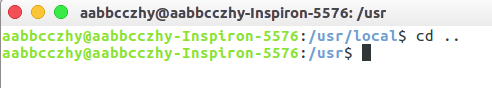 aabbcczhy@aabbcczhy-Inspiron-5576: /usr
aabbcczhy@aabbcczhy-Inspiron-5576:/usr/local$ cd ..
aabbcczhy@aabbcczhy-Inspiron-5576:/usr$